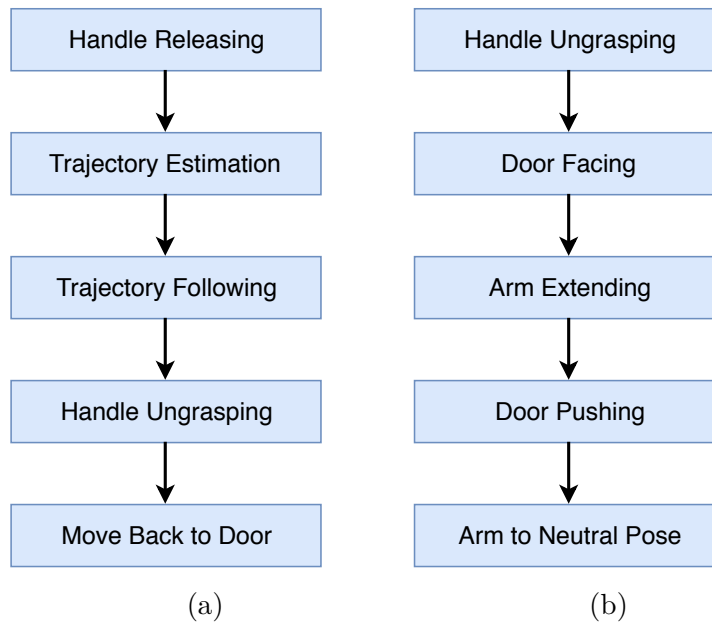 Handle Releasing
Trajectory Estimation
Trajectory Following
Handle Ungrasping
Move Back to Door
(a)
Handle Ungrasping
Door Facing
Arm Extending
Door Pushing
Arm to Neutral Pose
(b)